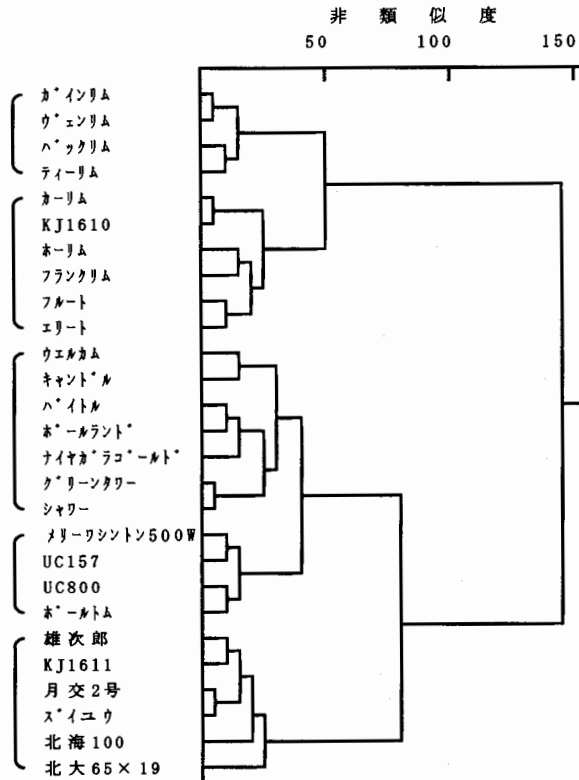 非類似度
50 100 150
ガインリム
ヴェンリム
バックリム
ティーリム
カーリム
KJ1610
ホーリム
フランクリム
フルート
エリート
ウエルカム
キャンドル
バイトル
ポールランド
ナイヤガラゴールド
グリーンタワー
シャワー
メリーワシントン500W
UC157
UC800
ポールトム
雄次郎
KJ1611
月交2号
ズイユウ
北海100
北大65×19